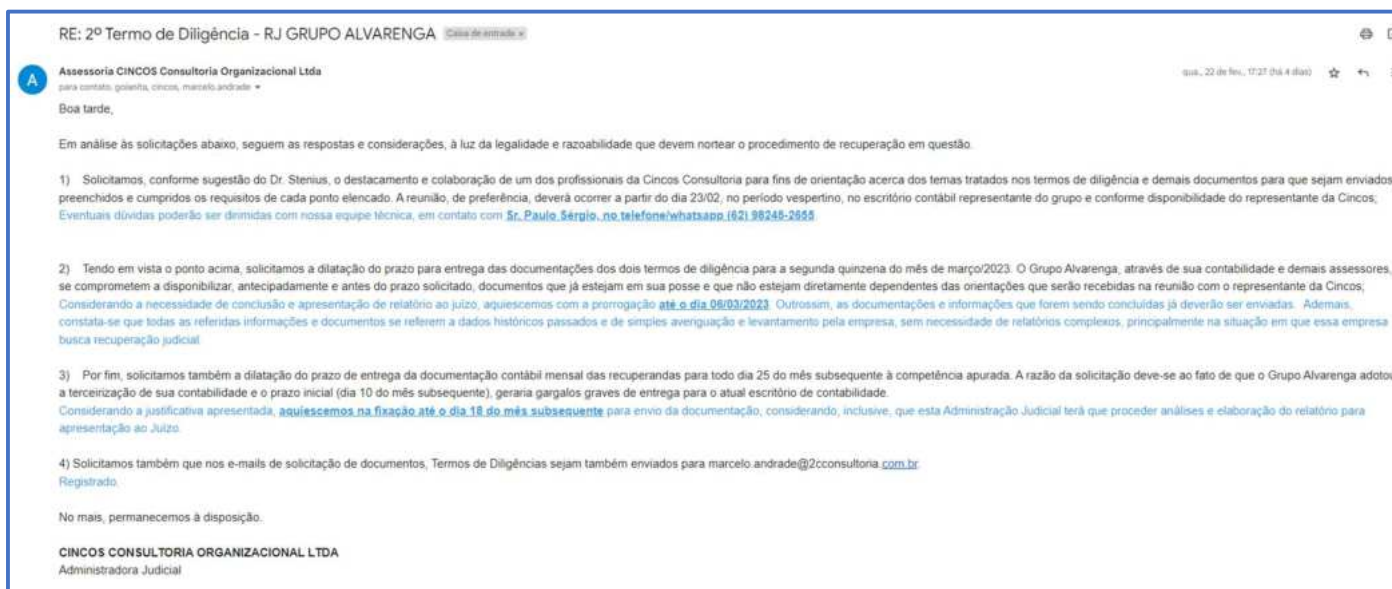 RE: 2º Termo de Diligência - RJ GRUPO ALVARENGA Caixa de entrada x
A
Assessoria CINCOS Consultoria Organizacional Ltda
qua., 22 de fev., 17:27 (há 4 dias)
para contato, goianita, cincos, marcelo.andrade
Boa tarde,
Em análise às solicitações abaixo, seguem as respostas e considerações, à luz da legalidade e razoabilidade que devem nortear o procedimento de recuperação em questão.
1) Solicitamos, conforme sugestão do Dr. Stenius, o destacamento e colaboração de um dos profissionais da Cincos Consultoria para fins de orientação acerca dos temas tratados nos termos de diligência e demais documentos para que sejam enviados,
preenchidos e cumpridos os requisitos de cada ponto elencado. A reunião, de preferência, deverá ocorrer a partir do dia 23/02, no período vespertino, no escritório contábil representante do grupo e conforme disponibilidade do representante da Cincos;
Eventuais dúvidas poderão ser dirimidas com nossa equipe técnica, em contato com Sr. Paulo Sérgio, no telefone/whatsapp (62) 98246-2655.
2) Tendo em vista o ponto acima, solicitamos a dilatação do prazo para entrega das documentações dos dois termos de diligência para a segunda quinzena do mês de março/2023. O Grupo Alvarenga, através de sua contabilidade e demais assessores,
se comprometem a disponibilizar, antecipadamente e antes do prazo solicitado, documentos que já estejam em sua posse e que não estejam diretamente dependentes das orientações que serão recebidas na reunião com o representante da Cincos;
Considerando a necessidade de conclusão e apresentação de relatório ao juízo, aquiescemos com a prorrogação até o dia 06/03/2023. Outrossim, as documentações e informações que forem sendo concluídas já deverão ser enviadas. Ademais,
constata-se que todas as referidas informações e documentos se referem a dados históricos passados e de simples averiguação e levantamento pela empresa, sem necessidade de relatórios complexos, principalmente na situação em que essa empresa
busca recuperação judicial.
3) Por fim, solicitamos também a dilatação do prazo de entrega da documentação contábil mensal das recuperandas para todo dia 25 do mês subsequente à competência apurada. A razão da solicitação deve-se ao fato de que o Grupo Alvarenga adotou
a terceirização de sua contabilidade e o prazo inicial (dia 10 do mês subsequente), geraria gargalos graves de entrega para o atual escritório de contabilidade.
Considerando a justificativa apresentada, aquiescemos na fixação até o dia 18 do mês subsequente para envio da documentação, considerando, inclusive, que esta Administração Judicial terá que proceder análises e elaboração do relatório para
apresentação ao Juízo.
4) Solicitamos também que nos e-mails de solicitação de documentos, Termos de Diligências sejam também enviados para marcelo.andrade@2cconsultoria.com.br.
Registrado.
No mais, permanecemos à disposição.
CINCOS CONSULTORIA ORGANIZACIONAL LTDA
Administradora Judicial